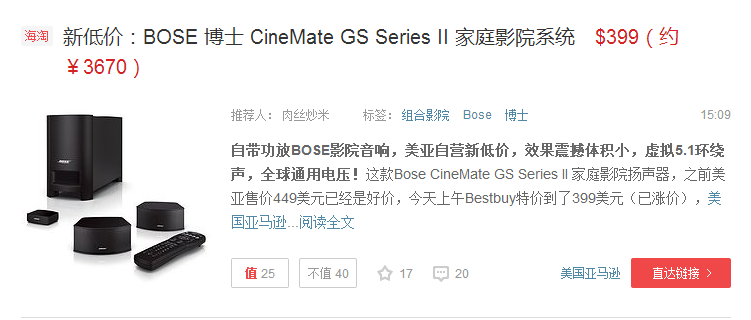 海淘 新低价：BOSE 博士 CineMate GS Series II 家庭影院系统 $399（约
￥3670）
推荐人： 肉丝炒米 标签： 组合影院 Bose 博士 15:09
自带功放BOSE影院音响，美亚自营新低价，效果震撼体积小，虚拟5.1环绕
声，全球通用电压！这款Bose CineMate GS Series II 家庭影院扬声器，之前美
亚售价449美元已经是好价，今天上午Bestbuy特价到了399美元（已涨价），美
国亚马逊...阅读全文
值 25 不值 40 17 20 美国亚马逊 直达链接 >
BOSE